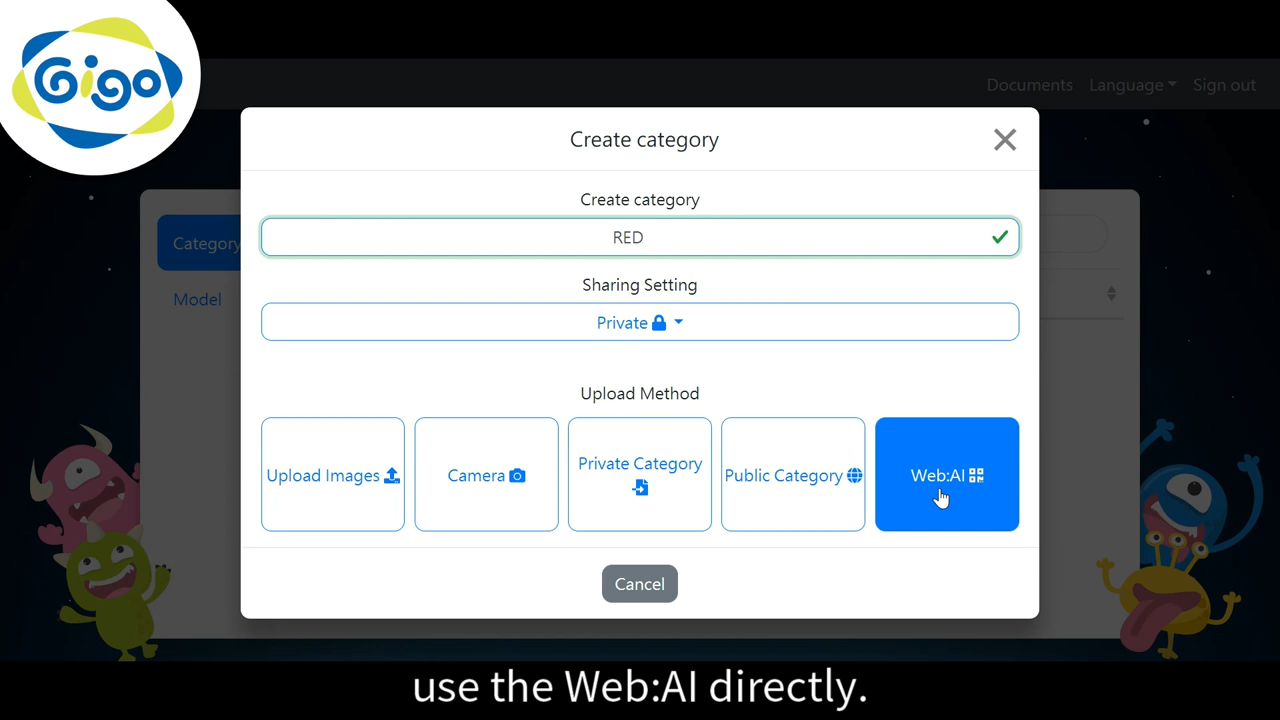 Gigo
Documents Language Sign out
Create category
Create category
RED
Category
Sharing Setting
Model
Private
Upload Method
Upload Images
Camera
Private Category
Public Category
Web:AI
Cancel
use the Web:AI directly.